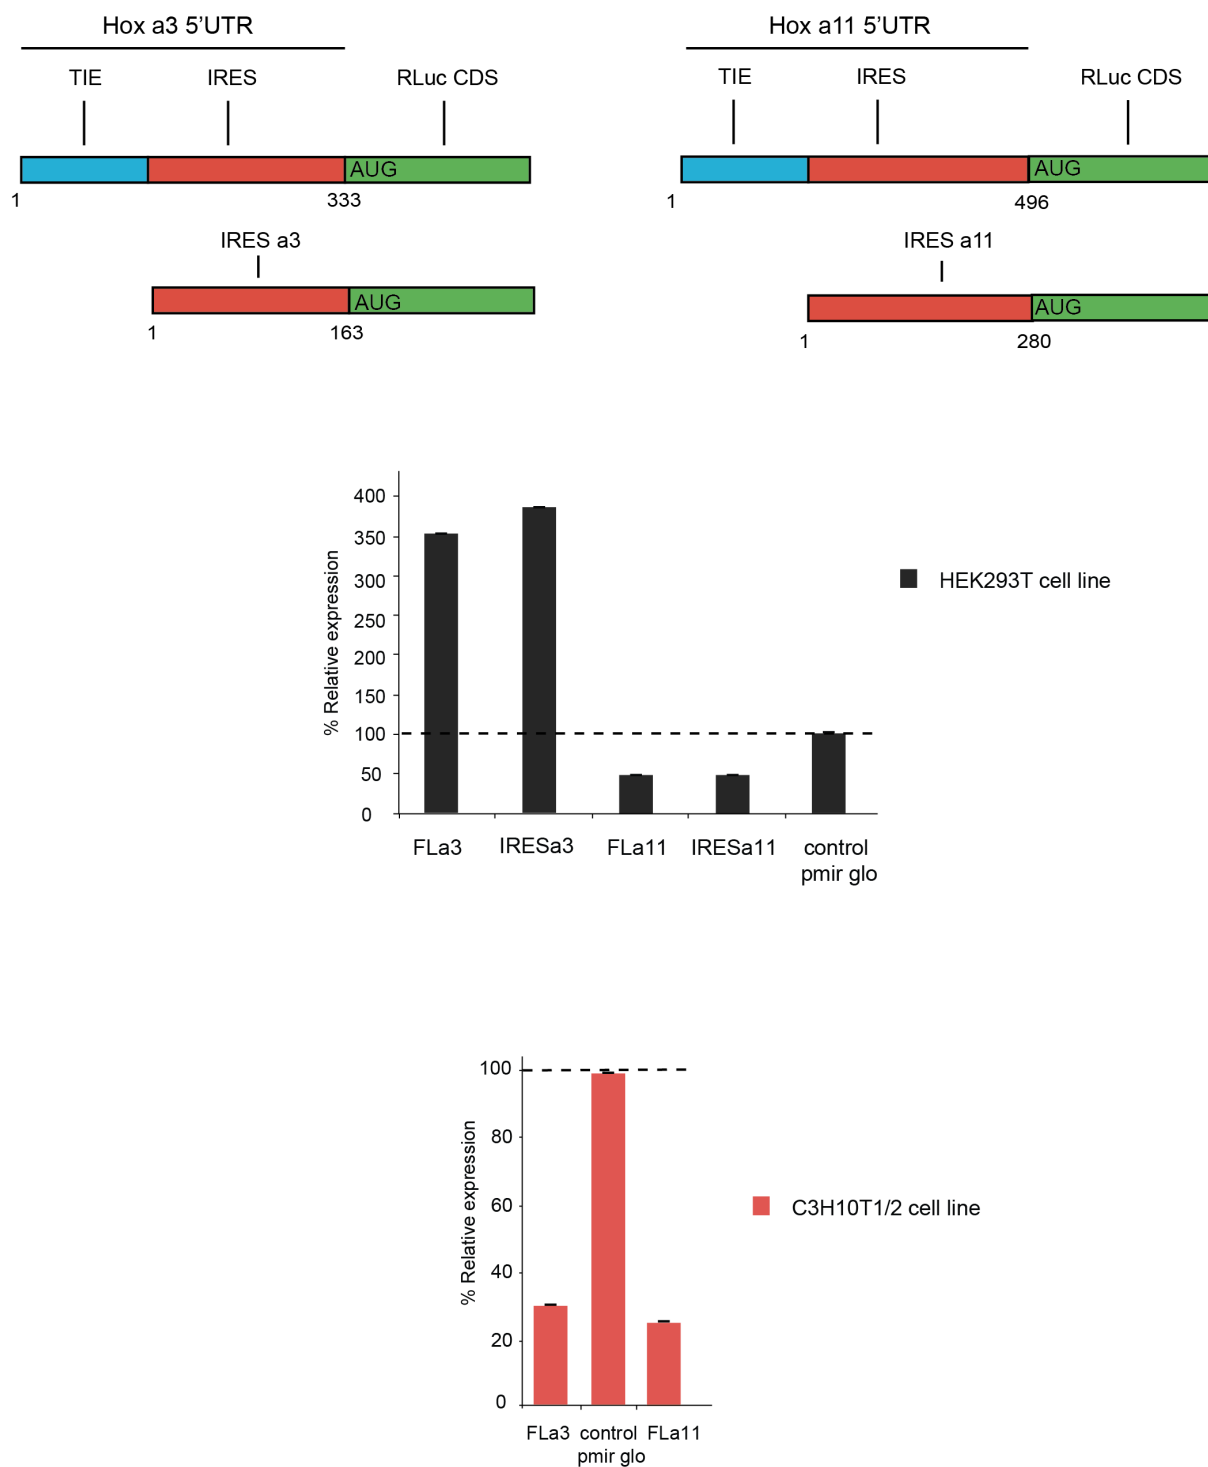 Hox a3 5'UTR
TIE IRES RLuc CDS
AUG
1 333
IRES a3
AUG
1 163
Hox a11 5'UTR
TIE IRES RLuc CDS
AUG
1 496
IRES a11
AUG
1 280
% Relative expression
400
350
300
250
200
150
100
50
0
FLa3 IRESa3 FLa11 IRESa11 control
pmir glo
HEK293T cell line
% Relative expression
100
80
60
40
20
0
FLa3 control FLa11
pmir glo
C3H10T1/2 cell line